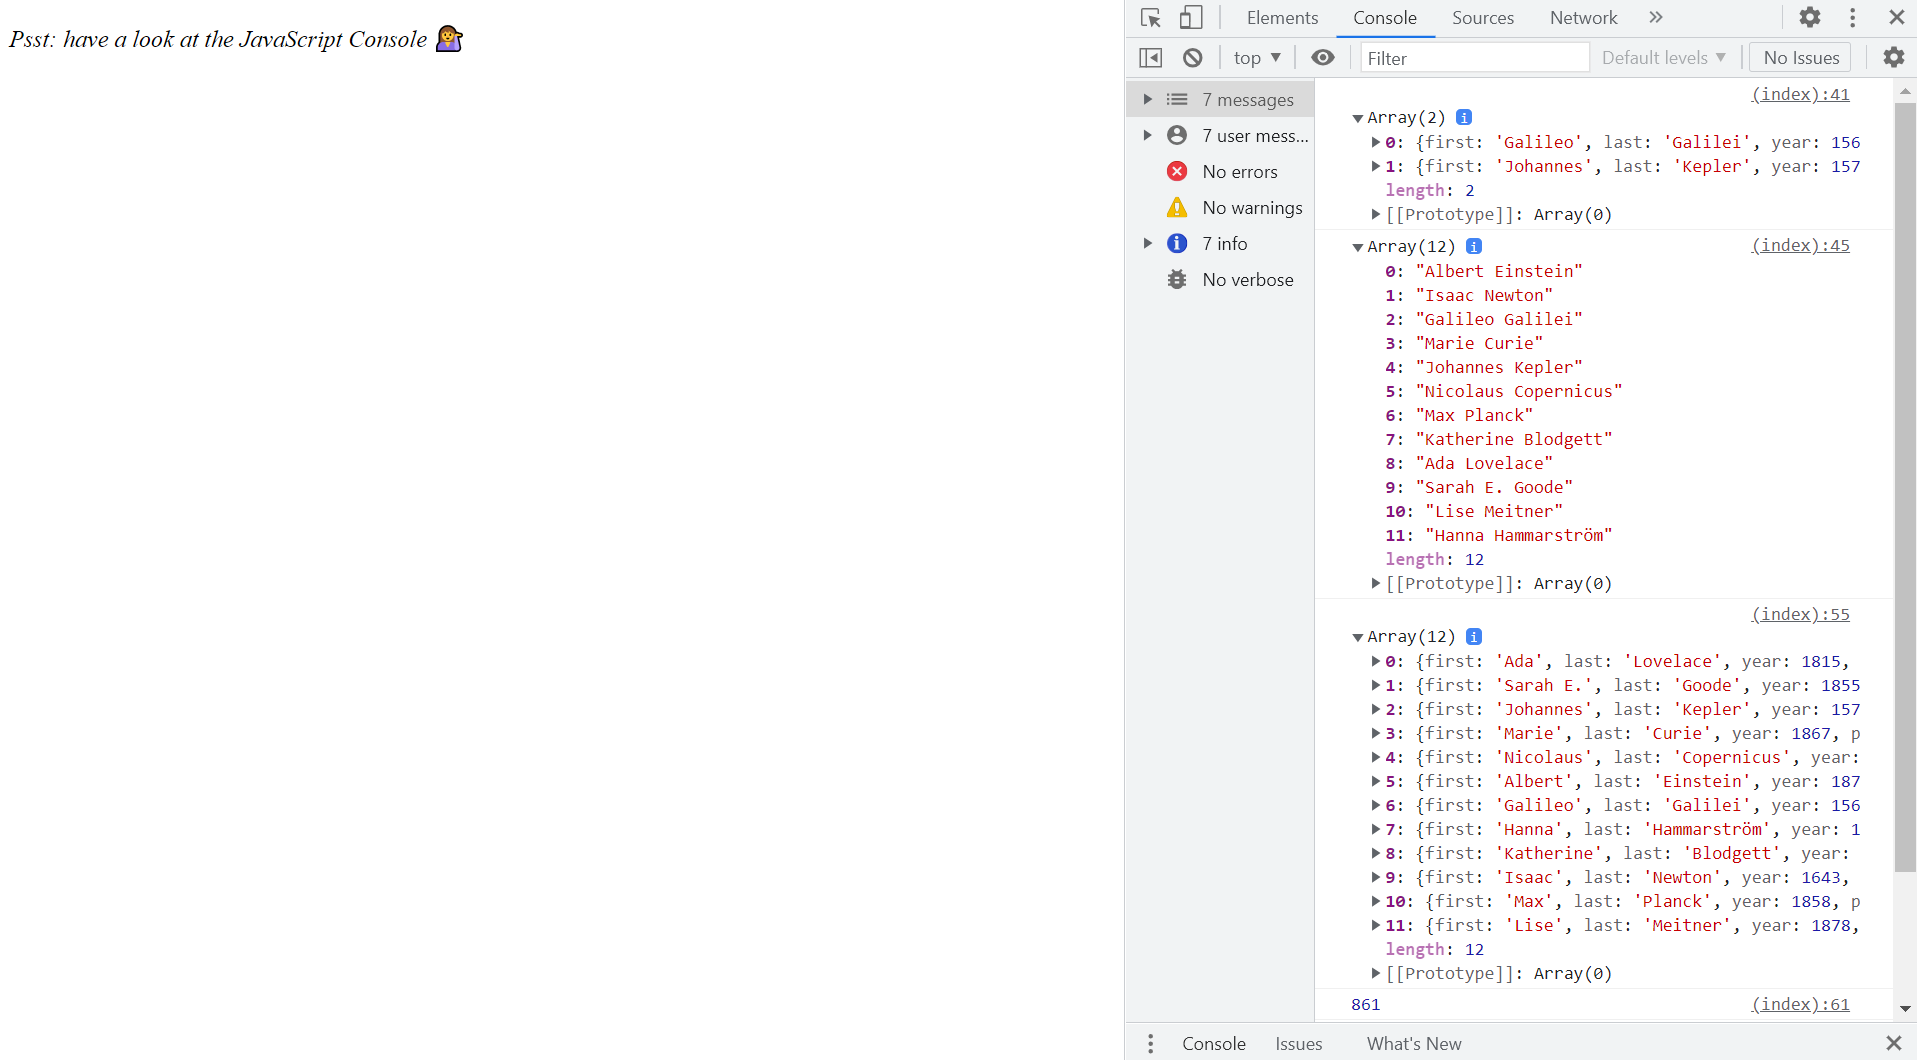 Psst: have a look at the JavaScript Console 💁
Elements Console Sources Network »
top ▼ Filter Default levels ▼ No Issues
7 messages
7 user mess...
No errors
No warnings
7 info
No verbose
(index):41
▼Array(2) i
▶0: {first: 'Galileo', last: 'Galilei', year: 156
▶1: {first: 'Johannes', last: 'Kepler', year: 157
length: 2
▶[[Prototype]]: Array(0)
▼Array(12) i (index):45
0: "Albert Einstein"
1: "Isaac Newton"
2: "Galileo Galilei"
3: "Marie Curie"
4: "Johannes Kepler"
5: "Nicolaus Copernicus"
6: "Max Planck"
7: "Katherine Blodgett"
8: "Ada Lovelace"
9: "Sarah E. Goode"
10: "Lise Meitner"
11: "Hanna Hammarström"
length: 12
▶[[Prototype]]: Array(0)
(index):55
▼Array(12) i
▶0: {first: 'Ada', last: 'Lovelace', year: 1815,
▶1: {first: 'Sarah E.', last: 'Goode', year: 1855
▶2: {first: 'Johannes', last: 'Kepler', year: 157
▶3: {first: 'Marie', last: 'Curie', year: 1867, p
▶4: {first: 'Nicolaus', last: 'Copernicus', year:
▶5: {first: 'Albert', last: 'Einstein', year: 187
▶6: {first: 'Galileo', last: 'Galilei', year: 156
▶7: {first: 'Hanna', last: 'Hammarström', year: 1
▶8: {first: 'Katherine', last: 'Blodgett', year:
▶9: {first: 'Isaac', last: 'Newton', year: 1643,
▶10: {first: 'Max', last: 'Planck', year: 1858, p
▶11: {first: 'Lise', last: 'Meitner', year: 1878,
length: 12
▶[[Prototype]]: Array(0)
861 (index):61
Console Issues What's New